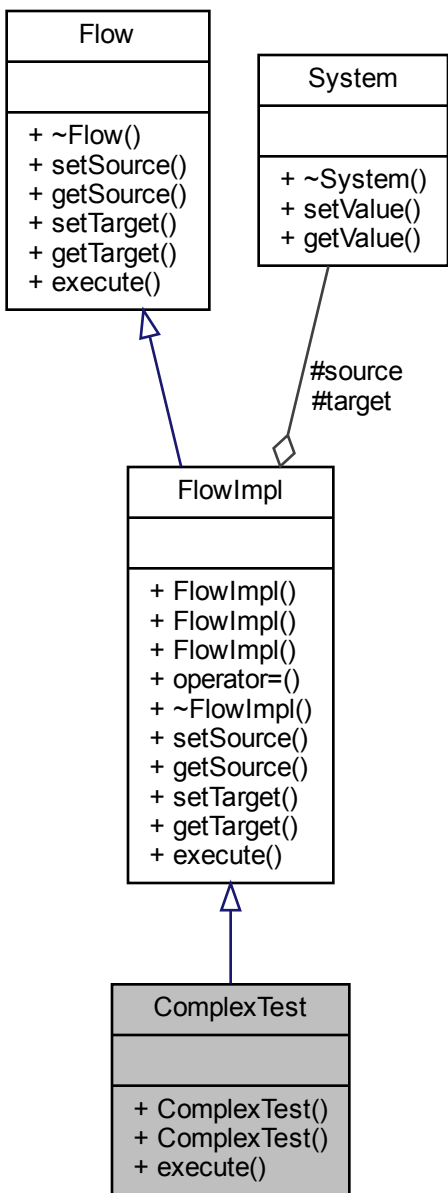 Flow
+ ~Flow()
+ setSource()
+ getSource()
+ setTarget()
+ getTarget()
+ execute()
System
+ ~System()
+ setValue()
+ getValue()
#source
#target
FlowImpl
+ FlowImpl()
+ FlowImpl()
+ FlowImpl()
+ operator=()
+ ~FlowImpl()
+ setSource()
+ getSource()
+ setTarget()
+ getTarget()
+ execute()
ComplexTest
+ ComplexTest()
+ ComplexTest()
+ execute()